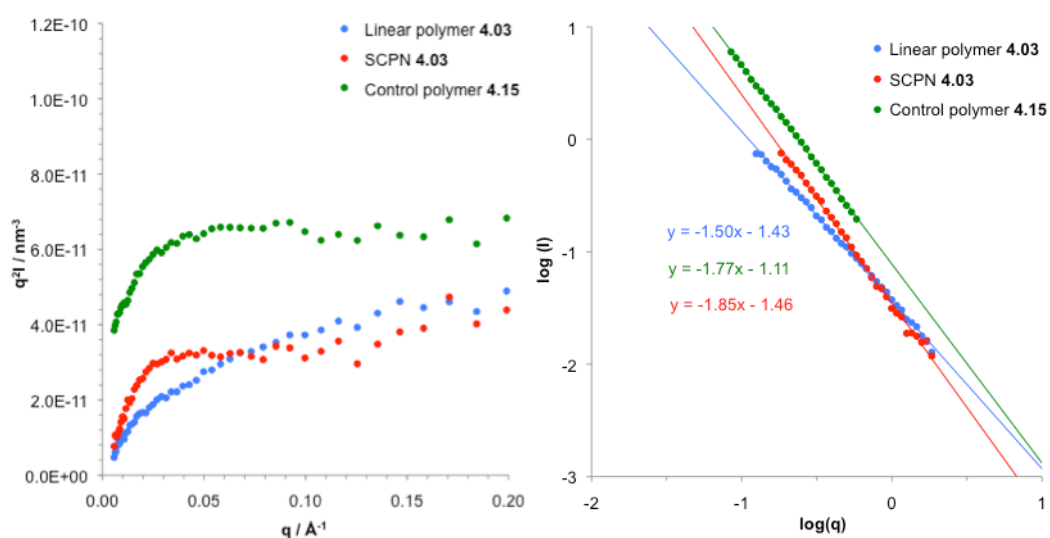 1.2E-10
1.0E-10
8.0E-11
6.0E-11
4.0E-11
2.0E-11
0.0E+00
q²I / nm⁻³
0.00
0.05
0.10
0.15
0.20
q / Å⁻¹
Linear polymer 4.03
SCPN 4.03
Control polymer 4.15
1
0
-1
-2
-3
log (I)
-2
-1
0
1
log(q)
Linear polymer 4.03
SCPN 4.03
Control polymer 4.15
y = -1.50x - 1.43
y = -1.77x - 1.11
y = -1.85x - 1.46